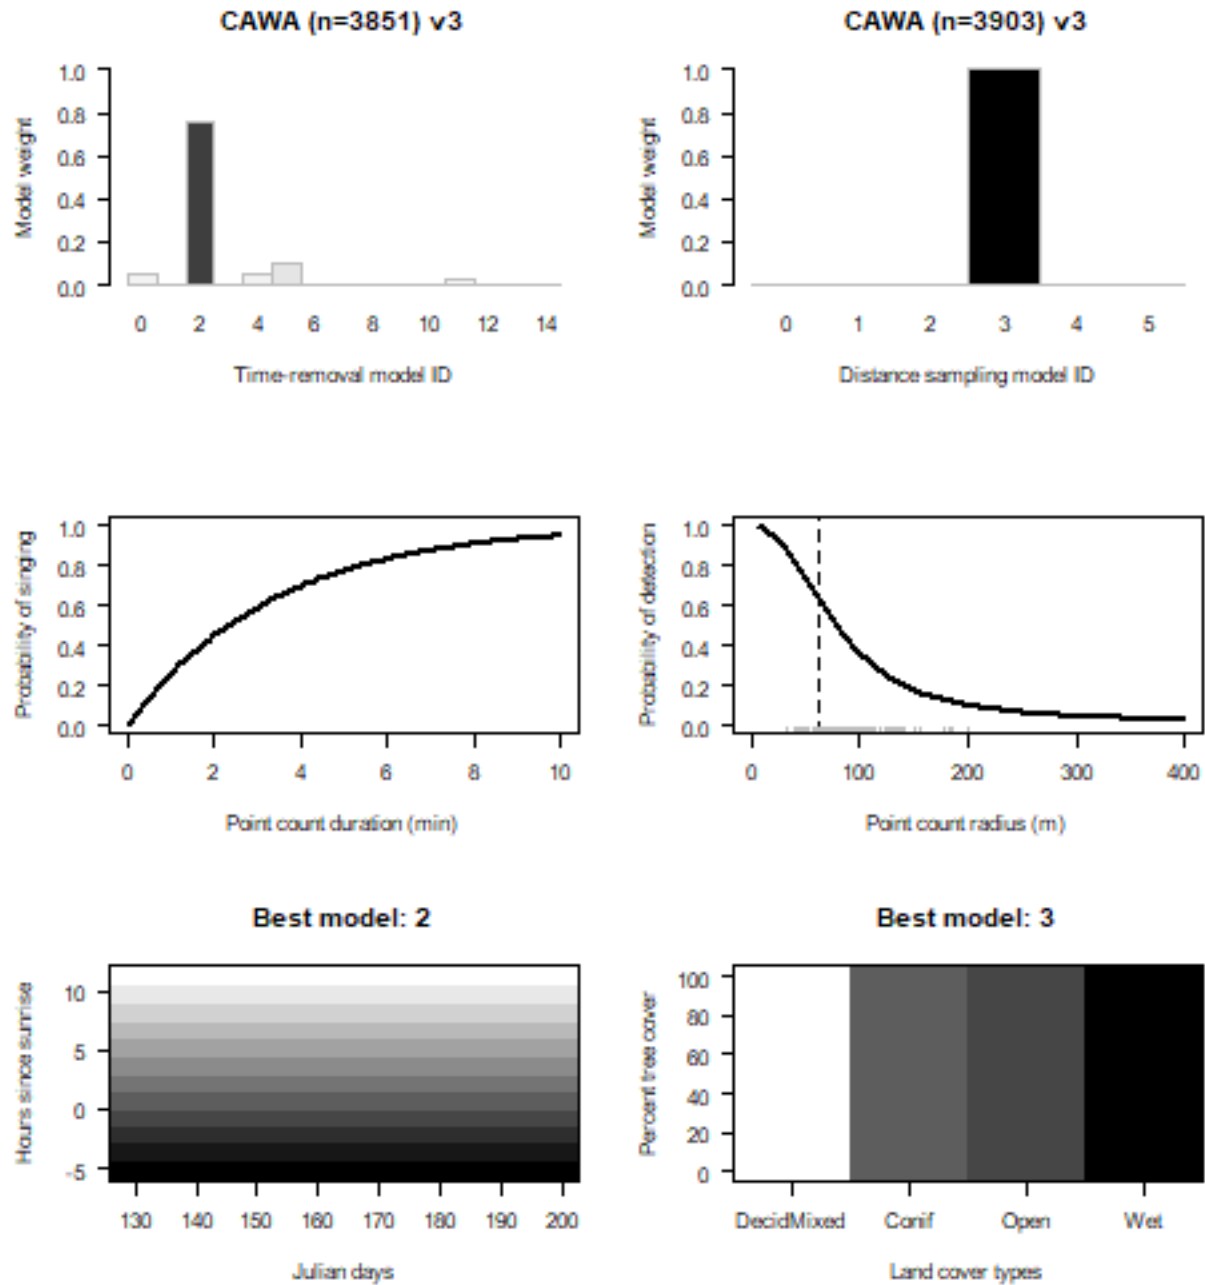 CAWA (n=3851) v3
Model weight
1.0
0.8
0.6
0.4
0.2
0.0
0 2 4 6 8 10 12 14
Time-removal model ID
CAWA (n=3903) v3
Model weight
1.0
0.8
0.6
0.4
0.2
0.0
0 1 2 3 4 5
Distance sampling model ID
Probability of singing
1.0
0.8
0.6
0.4
0.2
0.0
0 2 4 6 8 10
Point count duration (min)
Probability of detection
1.0
0.8
0.6
0.4
0.2
0.0
0 100 200 300 400
Point count radius (m)
Best model: 2
Hours since sunrise
10
5
0
-5
130 140 150 160 170 180 190 200
Julian days
Best model: 3
Percent tree cover
100
80
60
40
20
0
DecidMixed Conif Open Wet
Land cover types